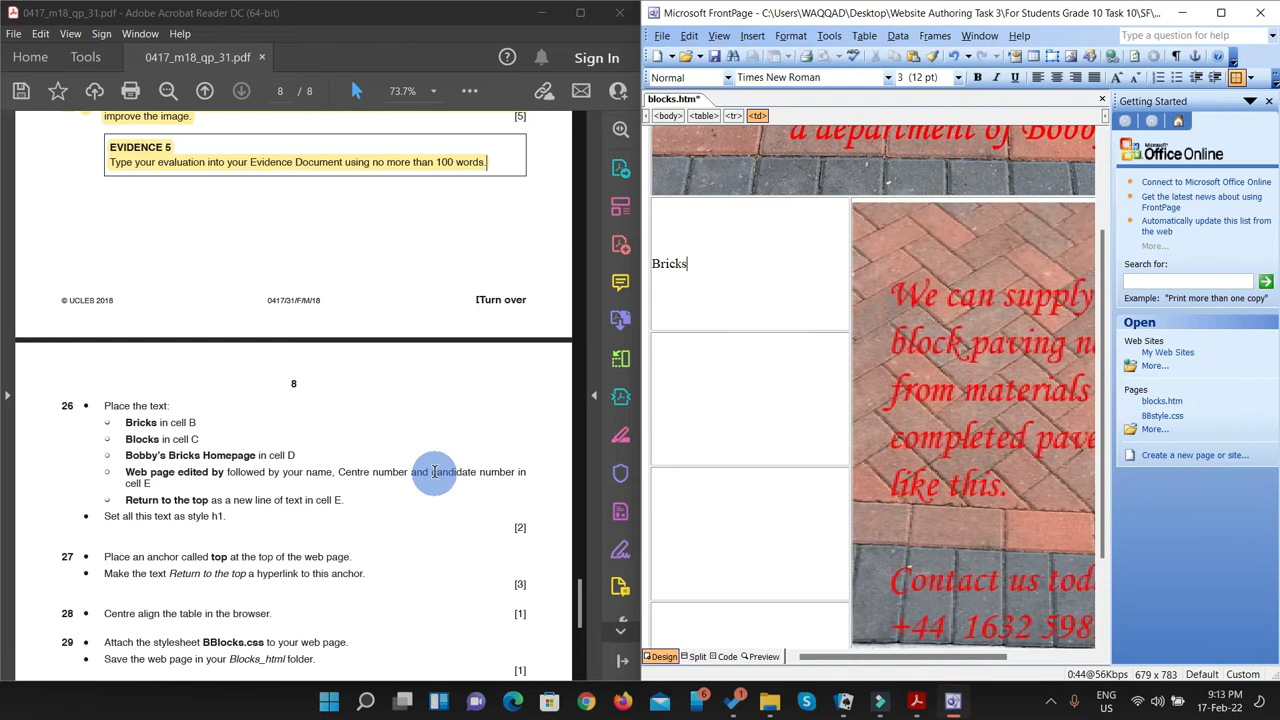 0417_m18_qp_31.pdf - Adobe Acrobat Reader DC (64-bit)
File Edit View Sign Window Help
Home Tools 0417_m18_qp_31.pdf Sign In
8 / 8 73.7%
improve the image. [5]
EVIDENCE 5
Type your evaluation into your Evidence Document using no more than 100 words.
© UCLES 2018 0417/31/F/M/18 [Turn over
8
26 • Place the text:
Bricks in cell B
Blocks in cell C
Bobby's Bricks Homepage in cell D
Web page edited by followed by your name, Centre number and candidate number in
cell E
Return to the top as a new line of text in cell E.
• Set all this text as style h1.
[2]
27 • Place an anchor called top at the top of the web page.
• Make the text Return to the top a hyperlink to this anchor.
[3]
28 • Centre align the table in the browser. [1]
29 • Attach the stylesheet BBlocks.css to your web page.
• Save the web page in your Blocks_html folder.
[1]
Microsoft FrontPage - C:\Users\WAQQAD\Desktop\Website Authoring Task 3\For Students Grade 10 Task 10\SF\...
File Edit View Insert Format Tools Table Data Frames Window Help Type a question for help
Normal Times New Roman 3 (12 pt)
blocks.htm*
<body> <table> <tr> <td>
a department of Bobby
Bricks
We can supply
block paving
from materials
completed pave
like this.
Contact us tod
+44 1632 598
Design Split Code Preview
Getting Started
Office Online
Connect to Microsoft Office Online
Get the latest news about using
FrontPage
Automatically update this list from
the web
More...
Search for:
Example: "Print more than one copy"
Open
Web Sites
My Web Sites
More...
Pages
blocks.htm
BBstyle.css
More...
Create a new page or site...
0:44@56Kbps 679 x 783 Default Custom
6 1 ENG
US
9:13 PM
17-Feb-22